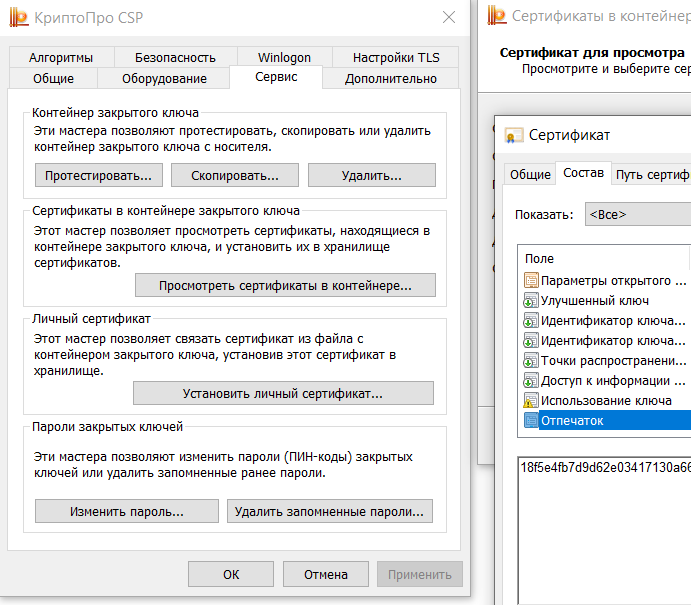 КриптоПро CSP
Алгоритмы Безопасность Winlogon Настройки TLS
Общие Оборудование Сервис Дополнительно
Контейнер закрытого ключа
Эти мастера позволяют протестировать, скопировать или удалить
контейнер закрытого ключа с носителя.
Протестировать... Скопировать... Удалить...
Сертификаты в контейнере закрытого ключа
Этот мастер позволяет просмотреть сертификаты, находящиеся в
контейнере закрытого ключа, и установить их в хранилище
сертификатов.
Просмотреть сертификаты в контейнере...
Личный сертификат
Этот мастер позволяет связать сертификат из файла с
контейнером закрытого ключа, установив этот сертификат в
хранилище.
Установить личный сертификат...
Пароли закрытых ключей
Эти мастера позволяют изменить пароли (ПИН-коды) закрытых
ключей или удалить запомненные ранее пароли.
Изменить пароль... Удалить запомненные пароли...
ОК Отмена Применить
Сертификаты в контейнер
Сертификат для просмотра
Просмотрите и выберите сер
Сертификат
Общие Состав Путь сертиф
Показать: <Все>
Поле
Параметры открытого ...
Улучшенный ключ
Идентификатор ключа...
Идентификатор ключа...
Точки распространени...
Доступ к информации ...
Использование ключа
Отпечаток
18f5e4fb7d9d62e03417130a66